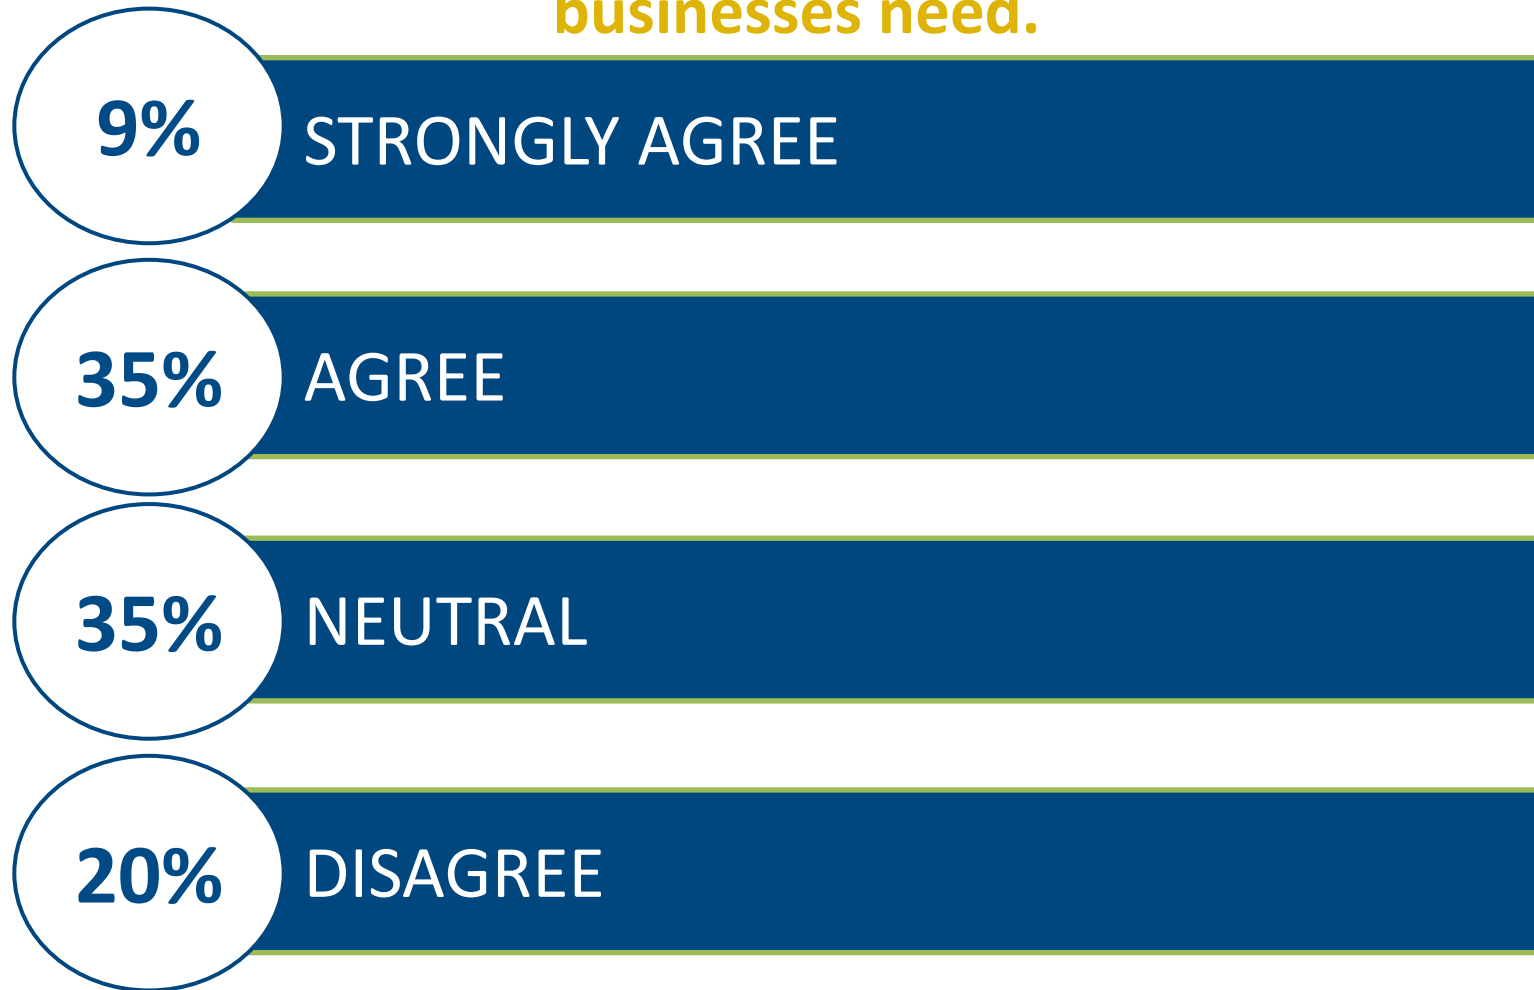 businesses need.
9%
STRONGLY AGREE
35%
AGREE
35%
NEUTRAL
20%
DISAGREE